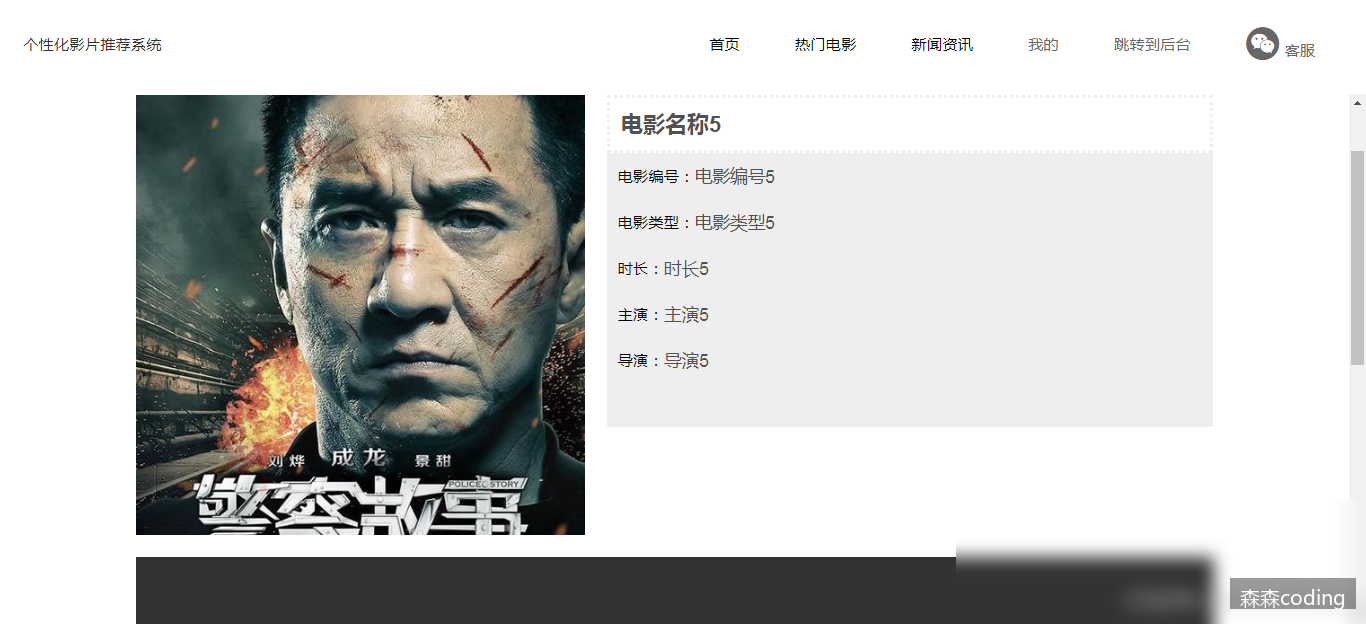 个性化影片推荐系统 首页 热门电影 新闻资讯 我的 跳转到后台 客服
电影名称5
电影编号：电影编号5
电影类型：电影类型5
时长：时长5
主演：主演5
导演：导演5
刘烨 成龙 景甜
POLICE STORY
警察故事
森森coding